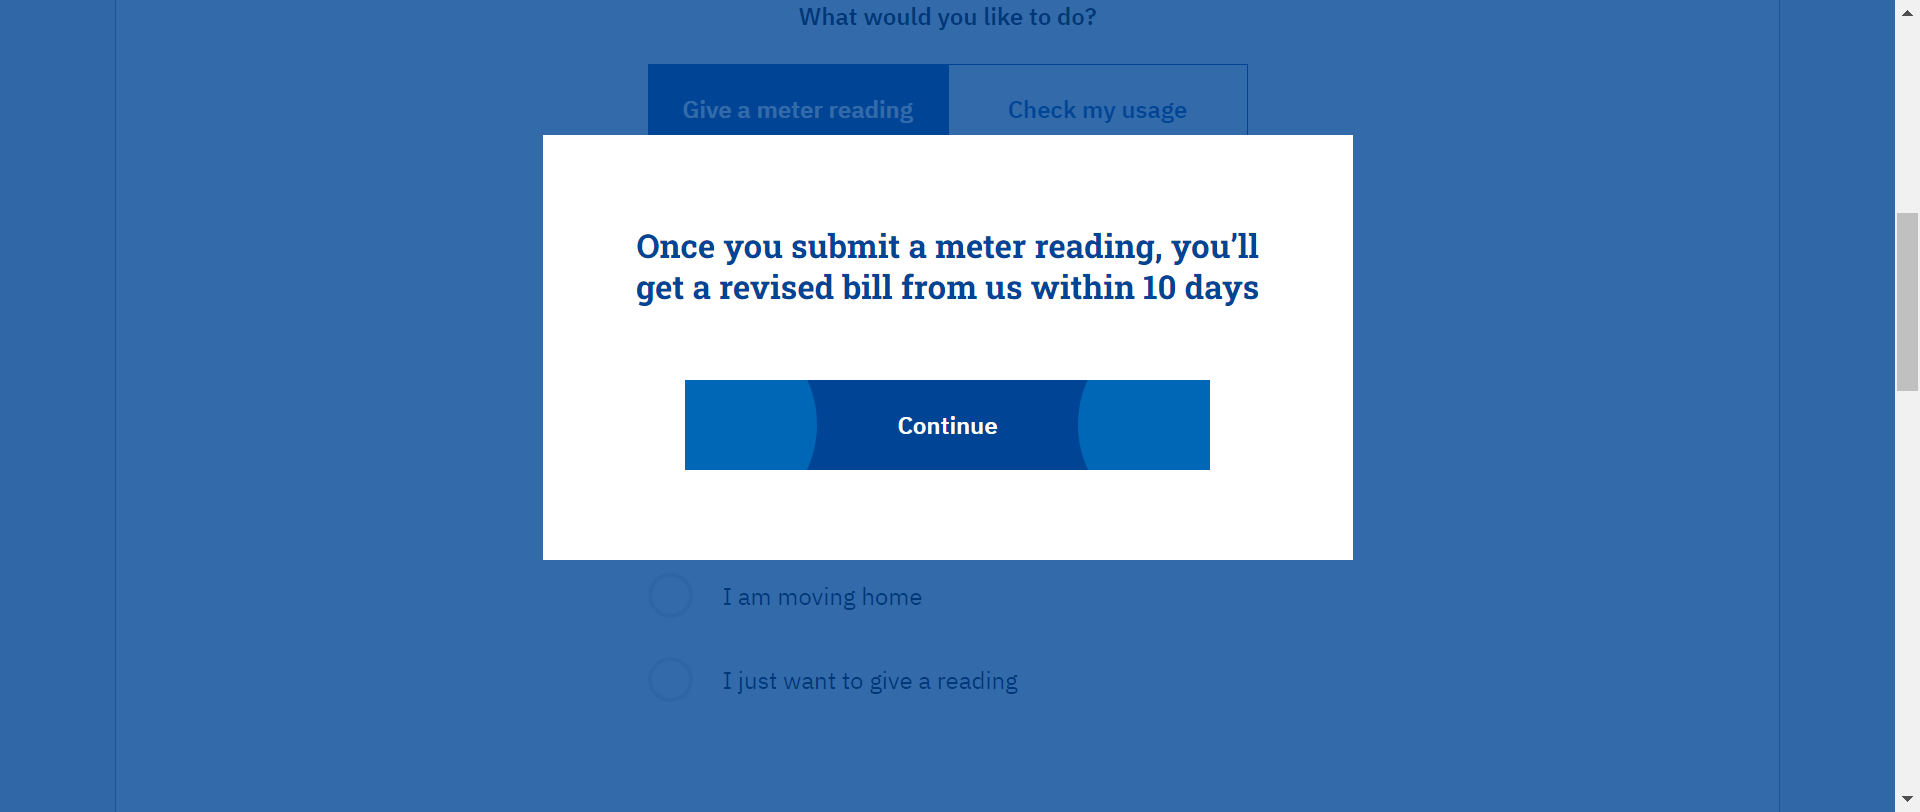 What would you like to do?
Give a meter reading
Check my usage
Once you submit a meter reading, you’ll
get a revised bill from us within 10 days
Continue
I am moving home
I just want to give a reading